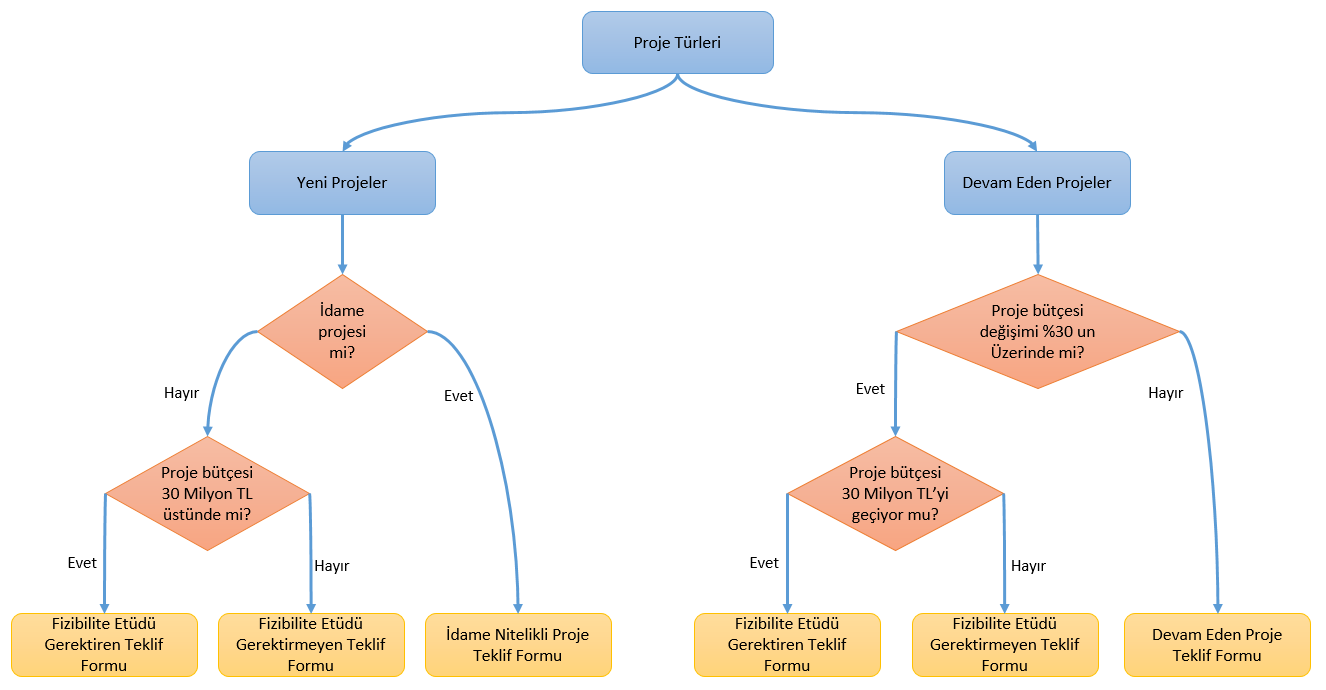 Proje Türleri
Yeni Projeler
Devam Eden Projeler
İdame
projesi
mi?
Proje bütçesi
değişimi %30 un
Üzerinde mi?
Hayır
Evet
Evet
Hayır
Proje bütçesi
30 Milyon TL
üstünde mi?
Proje bütçesi
30 Milyon TL’yi
geçiyor mu?
Evet
Hayır
Evet
Hayır
Fizibilite Etüdü
Gerektiren Teklif
Formu
Fizibilite Etüdü
Gerektirmeyen Teklif
Formu
İdame Nitelikli Proje
Teklif Formu
Fizibilite Etüdü
Gerektiren Teklif
Formu
Fizibilite Etüdü
Gerektirmeyen Teklif
Formu
Devam Eden Proje
Teklif Formu